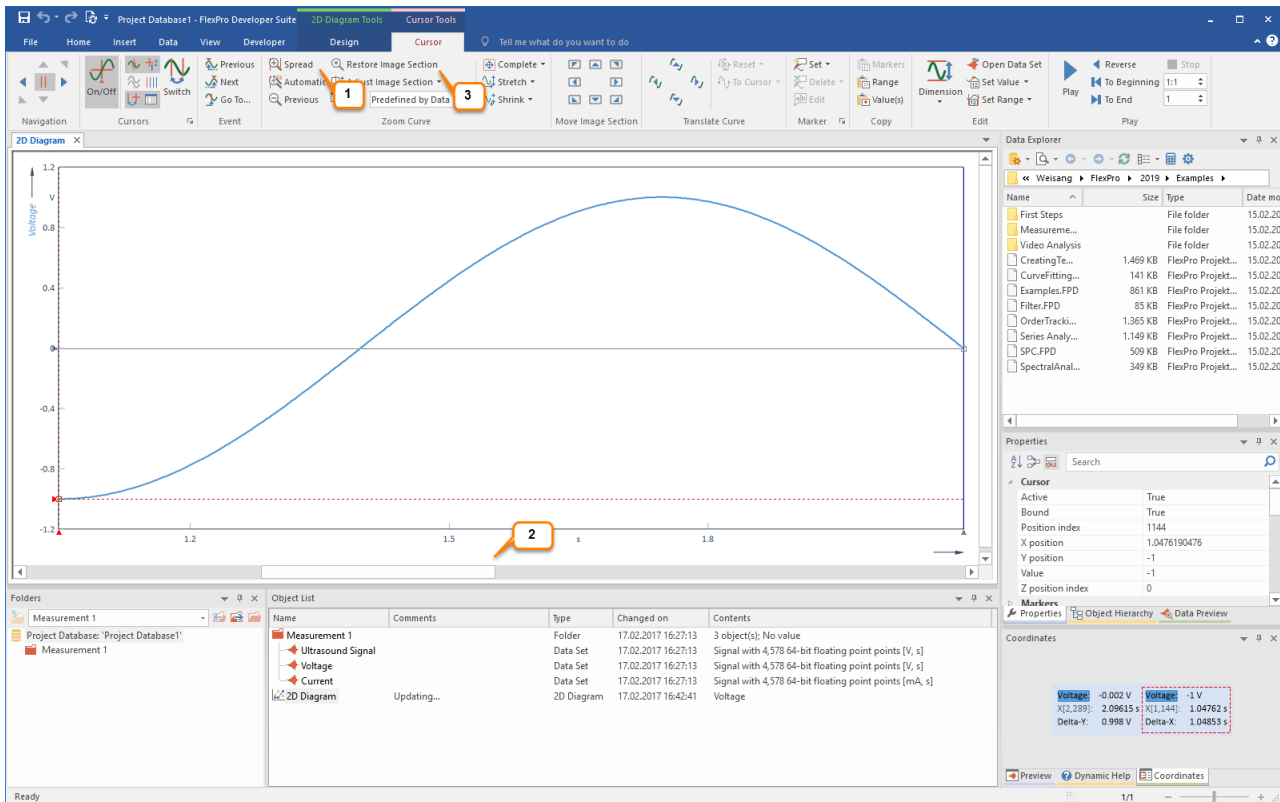 Project Database1 - FlexPro Developer Suite 2D Diagram Tools Cursor Tools
File Home Insert Data View Developer Design Cursor Tell me what do you want to do
On/Off Switch
Previous
Next
Go To...
Spread
Automatic
Previous
Restore Image Section
Adjust Image Section
Predefined by Data
Complete
Stretch
Shrink
Reset
To Cursor
Set
Delete
Edit
Markers
Range
Value(s)
Dimension
Open Data Set
Set Value
Set Range
Play
Reverse
To Beginning
To End
Stop
1:1
1
Navigation Cursors Event Zoom Curve Move Image Section Translate Curve Marker Copy Edit Play
1
3
2D Diagram
1.2
V
Voltage
0.8
0.4
0
-0.4
-0.8
-1.2
1.2 1.5 s 1.8
2
Data Explorer
« Weisang FlexPro 2019 Examples
Name Size Type Date mo
First Steps File folder 15.02.20
Measureme... File folder 15.02.20
Video Analysis File folder 15.02.20
CreatingTe... 1.469 KB FlexPro Projekt... 15.02.20
CurveFitting... 141 KB FlexPro Projekt... 15.02.20
Examples.FPD 861 KB FlexPro Projekt... 15.02.20
Filter.FPD 85 KB FlexPro Projekt... 15.02.20
OrderTracki... 1.365 KB FlexPro Projekt... 15.02.20
Series Analy... 1.149 KB FlexPro Projekt... 15.02.20
SPC.FPD 509 KB FlexPro Projekt... 15.02.20
SpectralAnal... 349 KB FlexPro Projekt... 15.02.20
Properties
Search
Cursor
Active True
Bound True
Position index 1144
X position 1.0476190476
Y position -1
Value -1
Z position index 0
Markers
Properties Object Hierarchy Data Preview
Folders
Measurement 1
Project Database: 'Project Database1'
Measurement 1
Object List
Name Comments Type Changed on Contents
Measurement 1 Folder 17.02.2017 16:27:13 3 object(s); No value
Ultrasound Signal Data Set 17.02.2017 16:27:13 Signal with 4,578 64-bit floating point points [V, s]
Voltage Data Set 17.02.2017 16:27:13 Signal with 4,578 64-bit floating point points [V, s]
Current Data Set 17.02.2017 16:27:13 Signal with 4,578 64-bit floating point points [mA, s]
2D Diagram Updating... 2D Diagram 17.02.2017 16:42:41 Voltage
Coordinates
Voltage: -0.002 V Voltage: -1 V
X[2,289]: 2.09615 s X[1,144]: 1.04762 s
Delta-Y: 0.998 V Delta-X: 1.04853 s
Preview Dynamic Help Coordinates
Ready 1/1